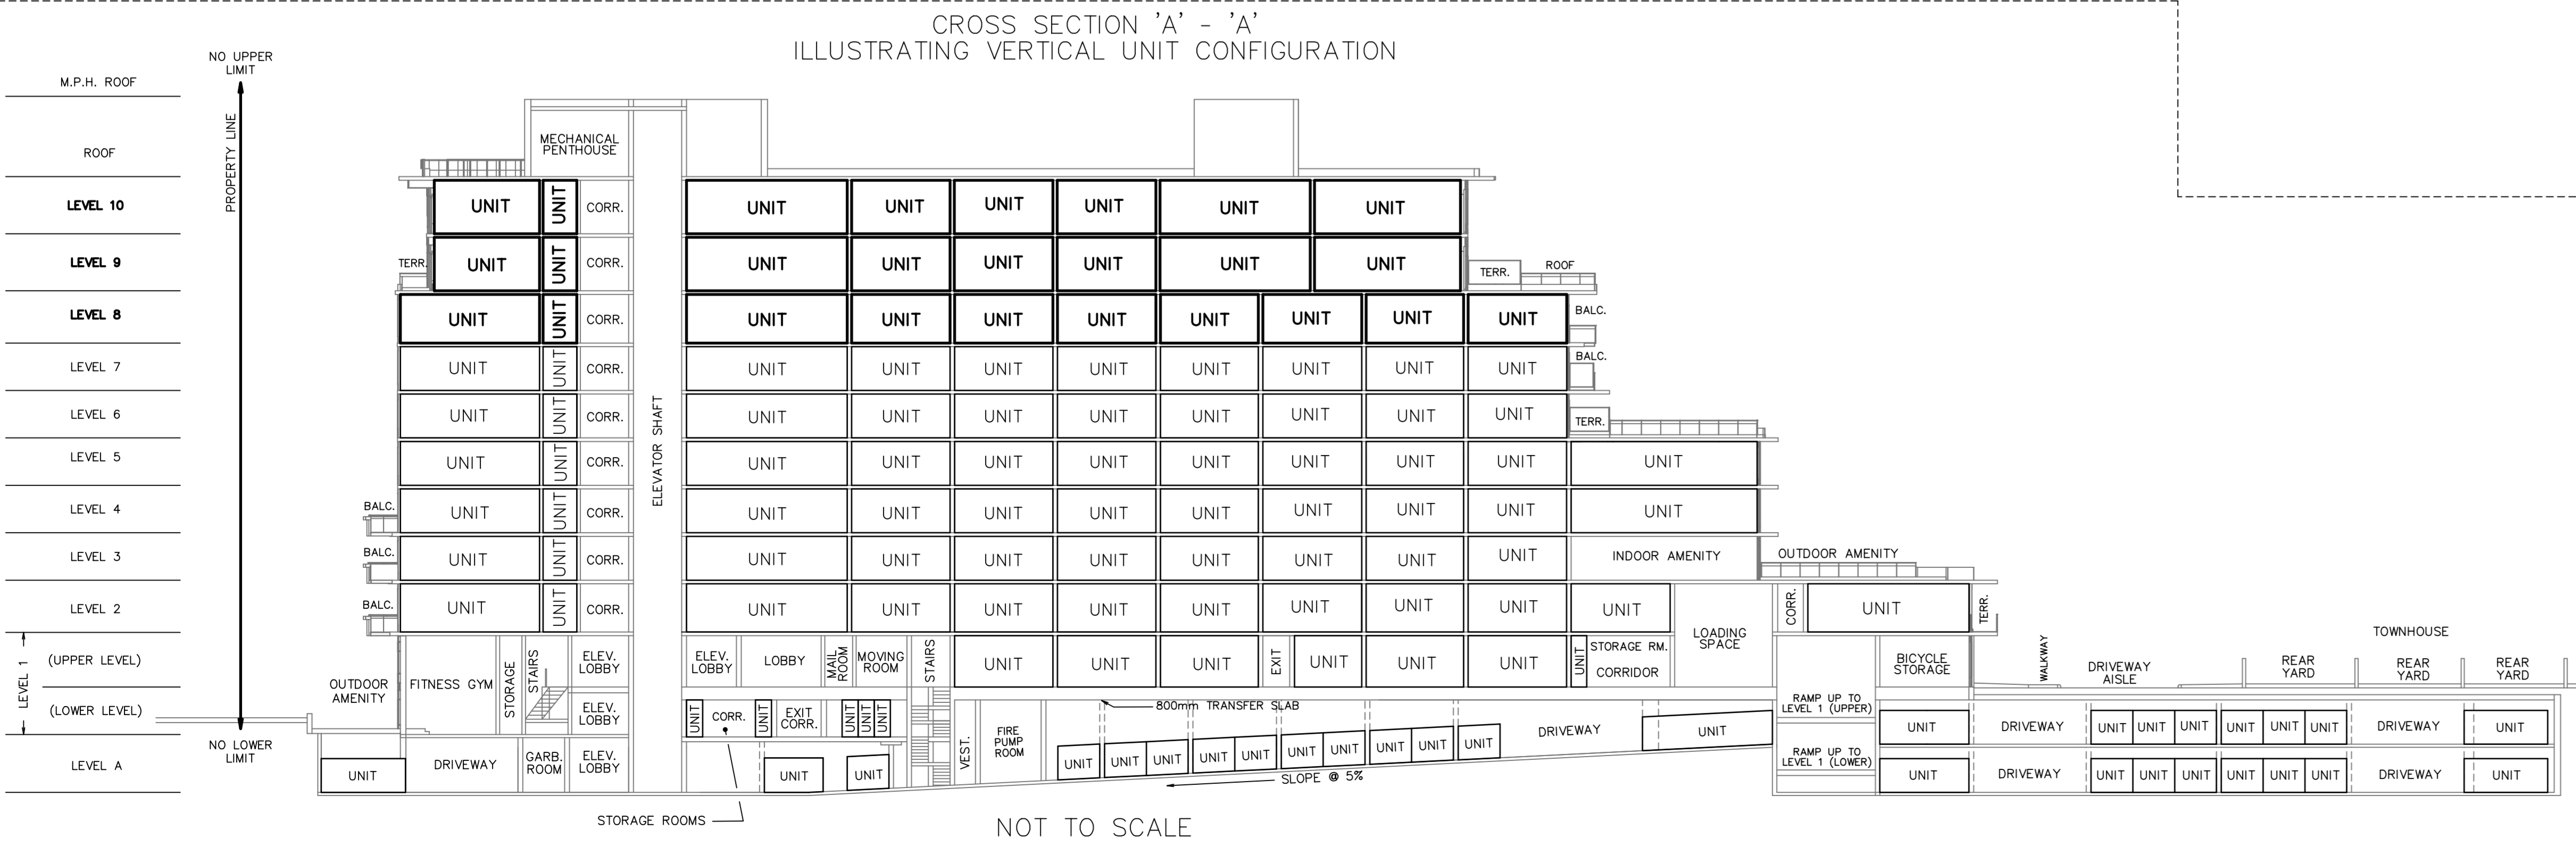 CROSS SECTION 'A' - 'A'
ILLUSTRATING VERTICAL UNIT CONFIGURATION
NO UPPER
LIMIT
M.P.H. ROOF
PROPERTY LINE
MECHANICAL
PENTHOUSE
ROOF
LEVEL 10
UNIT UNIT CORR. UNIT UNIT UNIT UNIT UNIT UNIT
LEVEL 9
TERR. UNIT UNIT CORR. UNIT UNIT UNIT UNIT UNIT UNIT TERR. ROOF
LEVEL 8
UNIT UNIT CORR. UNIT UNIT UNIT UNIT UNIT UNIT UNIT UNIT BALC.
LEVEL 7
UNIT UNIT CORR. UNIT UNIT UNIT UNIT UNIT UNIT UNIT UNIT BALC.
ELEVATOR SHAFT
LEVEL 6
UNIT UNIT CORR. UNIT UNIT UNIT UNIT UNIT UNIT UNIT UNIT TERR.
LEVEL 5
UNIT UNIT CORR. UNIT UNIT UNIT UNIT UNIT UNIT UNIT UNIT UNIT
LEVEL 4
BALC. UNIT UNIT CORR. UNIT UNIT UNIT UNIT UNIT UNIT UNIT UNIT UNIT
LEVEL 3
BALC. UNIT UNIT CORR. UNIT UNIT UNIT UNIT UNIT UNIT UNIT UNIT INDOOR AMENITY OUTDOOR AMENITY
LEVEL 2
BALC. UNIT UNIT CORR. UNIT UNIT UNIT UNIT UNIT UNIT UNIT UNIT UNIT CORR. UNIT TERR.
LEVEL 1
(UPPER LEVEL)
(LOWER LEVEL)
OUTDOOR
AMENITY
FITNESS GYM
STORAGE
STAIRS
ELEV.
LOBBY
ELEV.
LOBBY
LOBBY
MAIL
ROOM
MOVING
ROOM
STAIRS
UNIT UNIT UNIT EXIT UNIT UNIT UNIT UNIT
STORAGE RM.
CORRIDOR
LOADING
SPACE
BICYCLE
STORAGE
WALKWAY
DRIVEWAY
AISLE
TOWNHOUSE
REAR
YARD
REAR
YARD
REAR
YARD
ELEV.
LOBBY
UNIT CORR. UNIT
EXIT
CORR.
UNIT UNIT UNIT
800mm TRANSFER SLAB
VEST.
FIRE
PUMP
ROOM
UNIT UNIT UNIT UNIT UNIT UNIT UNIT UNIT UNIT UNIT DRIVEWAY UNIT
SLOPE @ 5%
RAMP UP TO
LEVEL 1 (UPPER)
UNIT DRIVEWAY UNIT UNIT UNIT UNIT UNIT UNIT DRIVEWAY UNIT
NO LOWER
LIMIT
LEVEL A
UNIT DRIVEWAY
GARB.
ROOM
ELEV.
LOBBY
UNIT UNIT
RAMP UP TO
LEVEL 1 (LOWER)
UNIT DRIVEWAY UNIT UNIT UNIT UNIT UNIT UNIT DRIVEWAY UNIT
STORAGE ROOMS
NOT TO SCALE